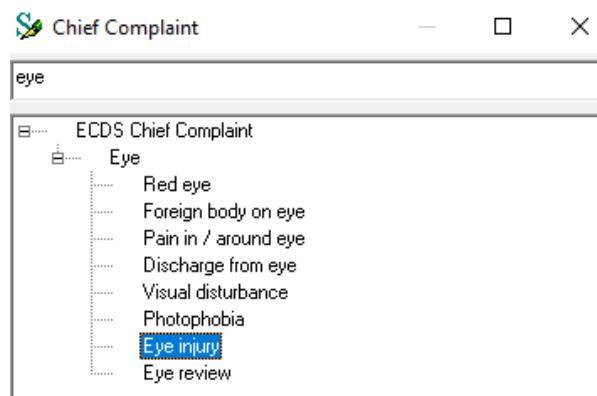 Chief Complaint
eye
ECDS Chief Complaint
Eye
Red eye
Foreign body on eye
Pain in / around eye
Discharge from eye
Visual disturbance
Photophobia
Eye injury
Eye review